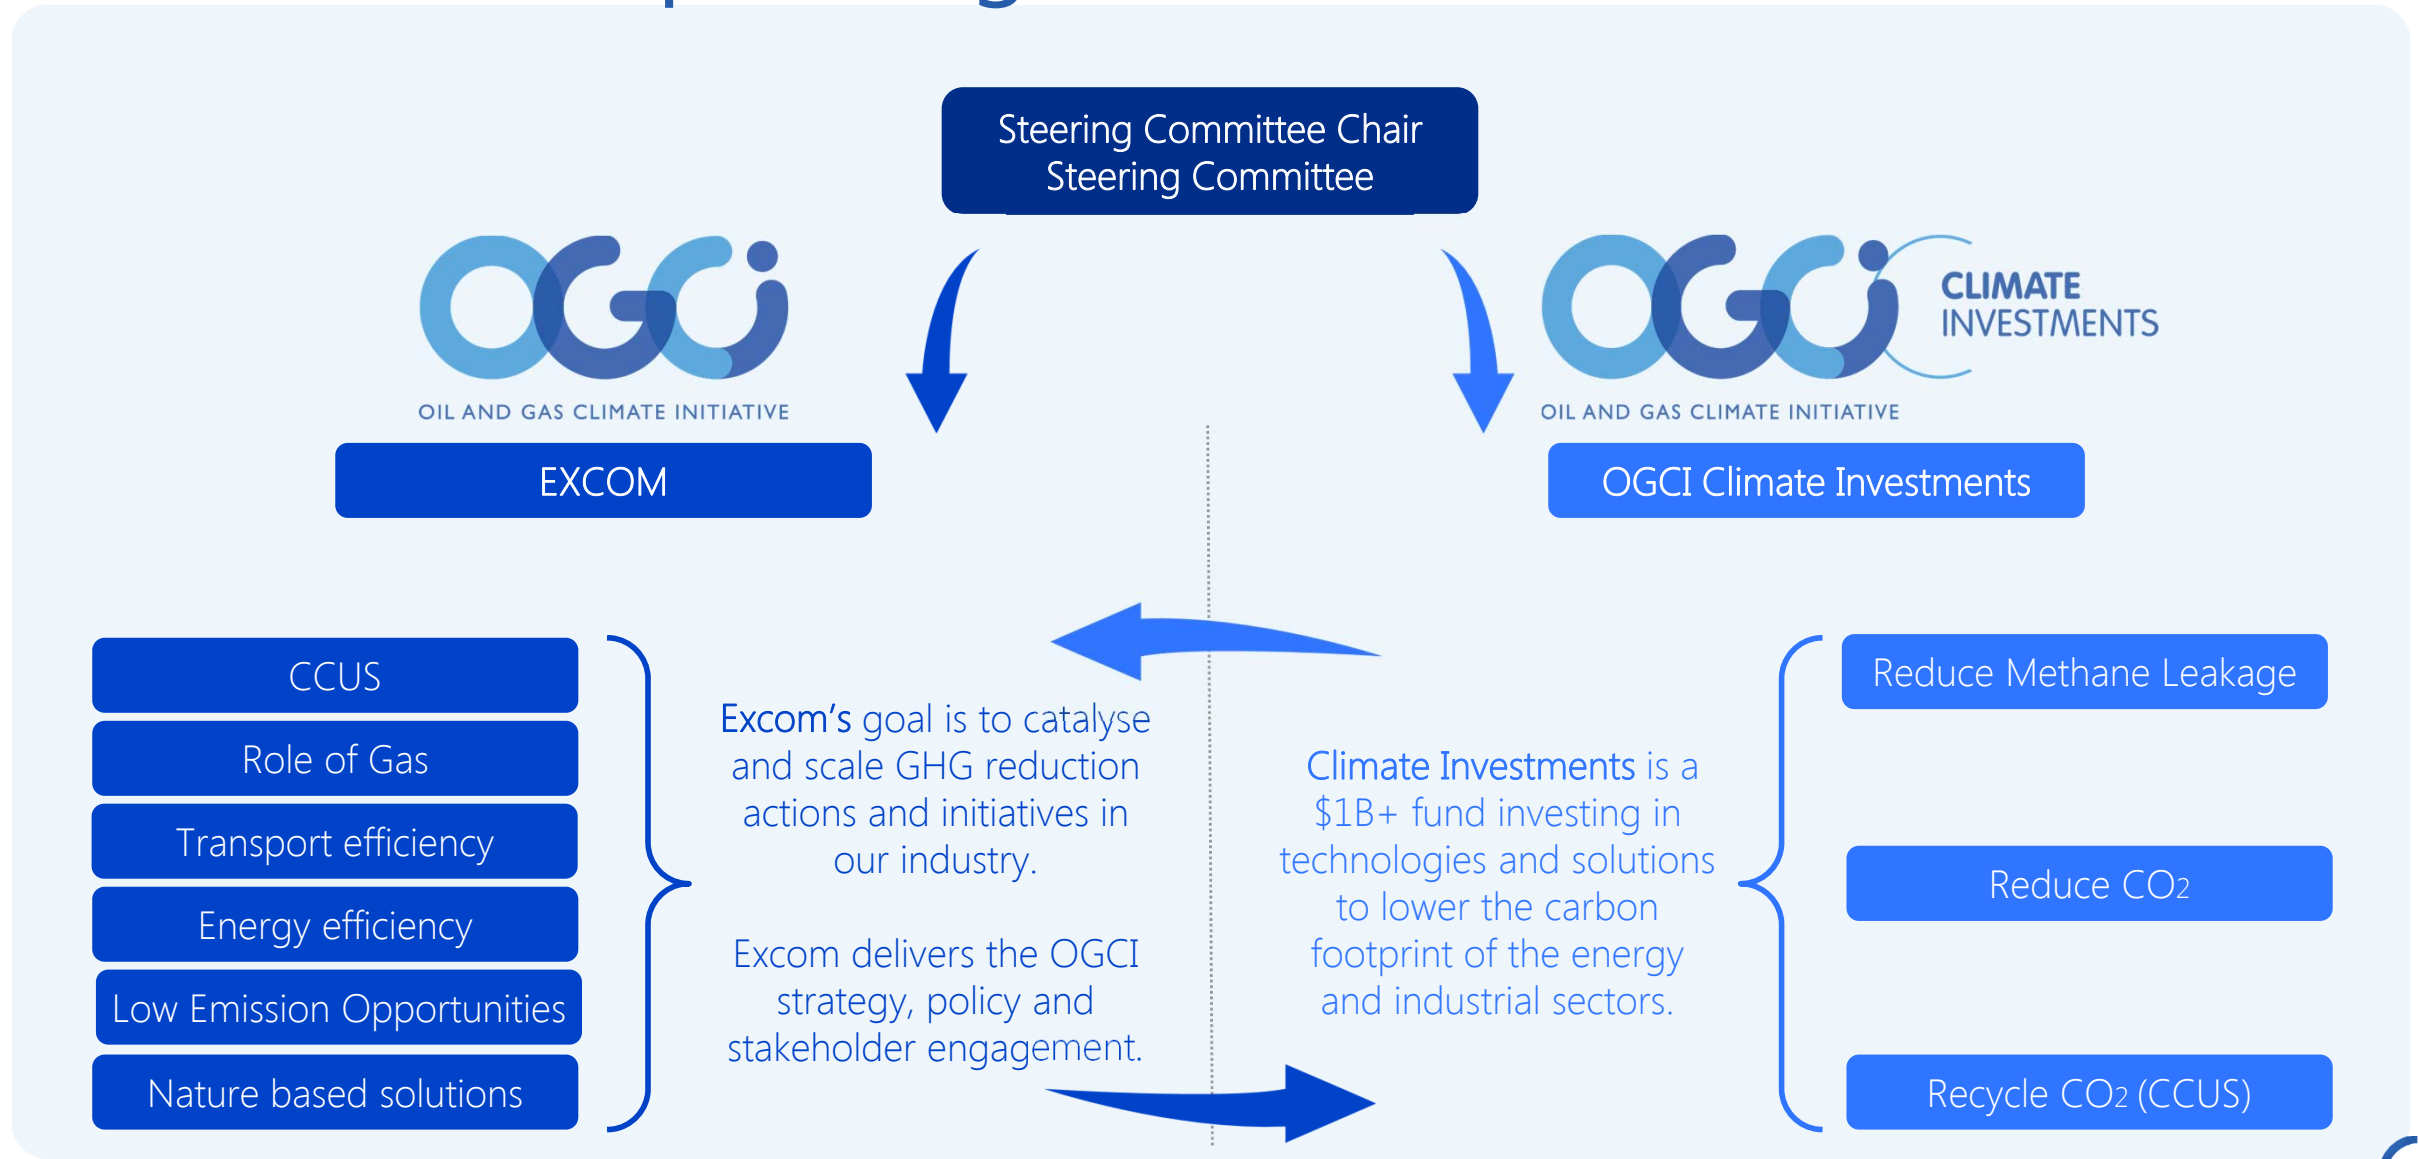 Steering Committee Chair
Steering Committee
OGCI
OIL AND GAS CLIMATE INITIATIVE
EXCOM
OGCI
CLIMATE
INVESTMENTS
OIL AND GAS CLIMATE INITIATIVE
OGCI Climate Investments
CCUS
Role of Gas
Transport efficiency
Energy efficiency
Low Emission Opportunities
Nature based solutions
Excom's goal is to catalyse
and scale GHG reduction
actions and initiatives in
our industry.
Excom delivers the OGCI
strategy, policy and
stakeholder engagement.
Climate Investments is a
$1B+ fund investing in
technologies and solutions
to lower the carbon
footprint of the energy
and industrial sectors.
Reduce Methane Leakage
Reduce CO2
Recycle CO2 (CCUS)